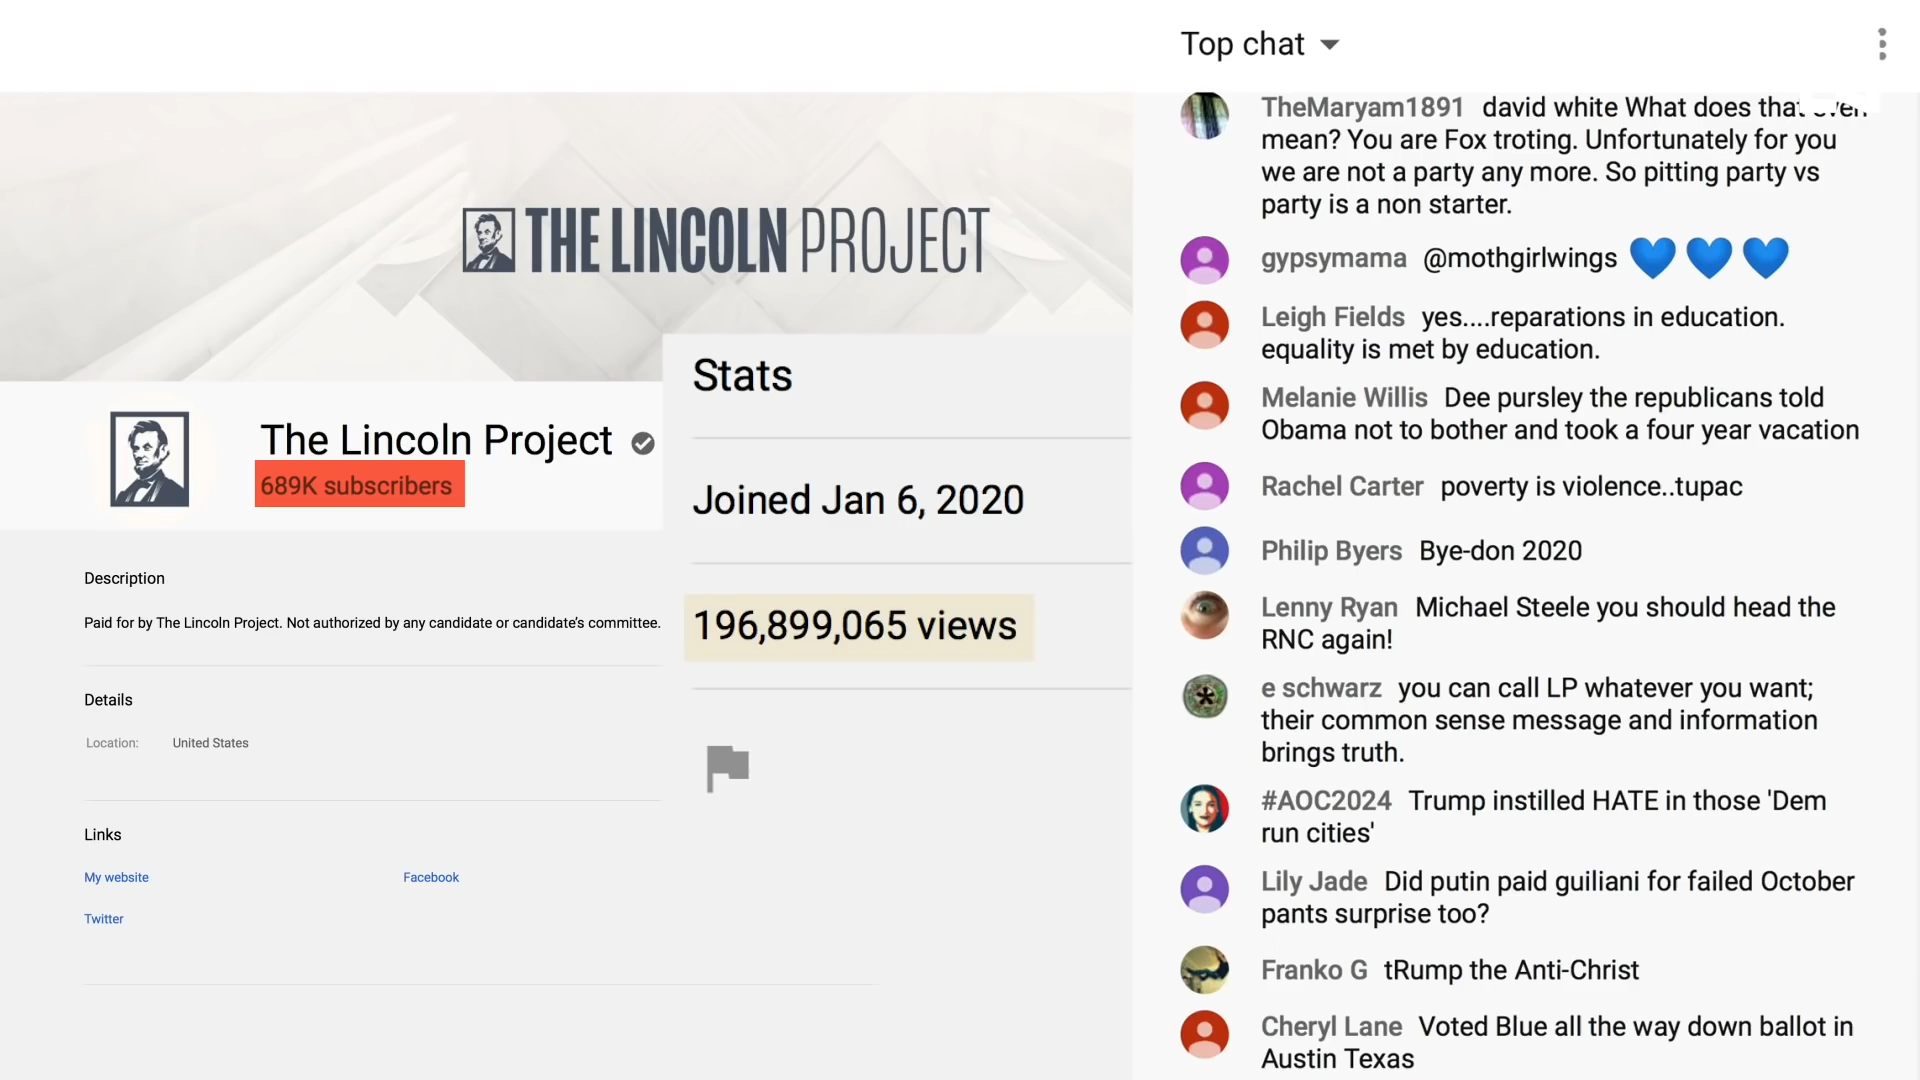 THE LINCOLN PROJECT
The Lincoln Project
689K subscribers
Description
Paid for by The Lincoln Project. Not authorized by any candidate or candidate's committee.
Details
Location: United States
Links
My website Facebook
Twitter
Stats
Joined Jan 6, 2020
196,899,065 views
Top chat
TheMaryam1891 david white What does that even
mean? You are Fox troting. Unfortunately for you
we are not a party any more. So pitting party vs
party is a non starter.
gypsymama @mothgirlwings 💙 💙 💙
Leigh Fields yes....reparations in education.
equality is met by education.
Melanie Willis Dee pursley the republicans told
Obama not to bother and took a four year vacation
Rachel Carter poverty is violence..tupac
Philip Byers Bye-don 2020
Lenny Ryan Michael Steele you should head the
RNC again!
e schwarz you can call LP whatever you want;
their common sense message and information
brings truth.
#AOC2024 Trump instilled HATE in those 'Dem
run cities'
Lily Jade Did putin paid guiliani for failed October
pants surprise too?
Franko G tRump the Anti-Christ
Cheryl Lane Voted Blue all the way down ballot in
Austin Texas